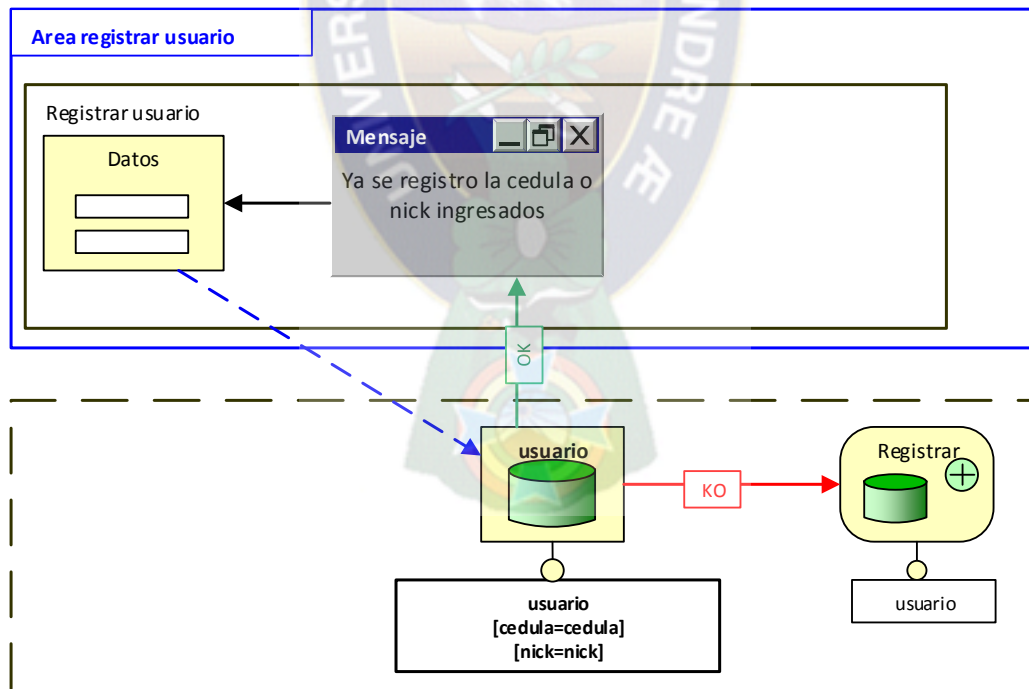 Area registrar usuario
Registrar usuario
Datos
Mensaje
Ya se registro la cedula o
nick ingresados
OK
usuario
KO
Registrar
usuario
[cedula=cedula]
[nick=nick]
usuario